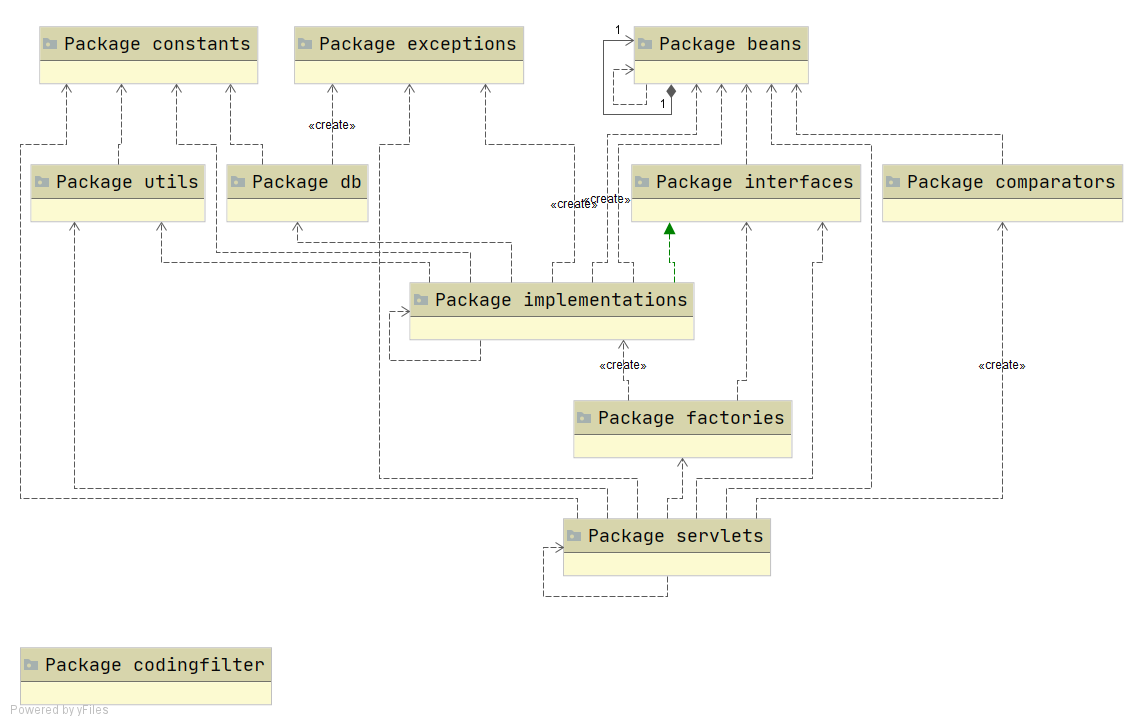 1
Package constants
Package exceptions
Package beans
1
«create»
Package utils
Package db
Package interfaces
Package comparators
«create»
«create»
Package implementations
«create»
«create»
Package factories
Package servlets
Package codingfilter
Powered by yFiles